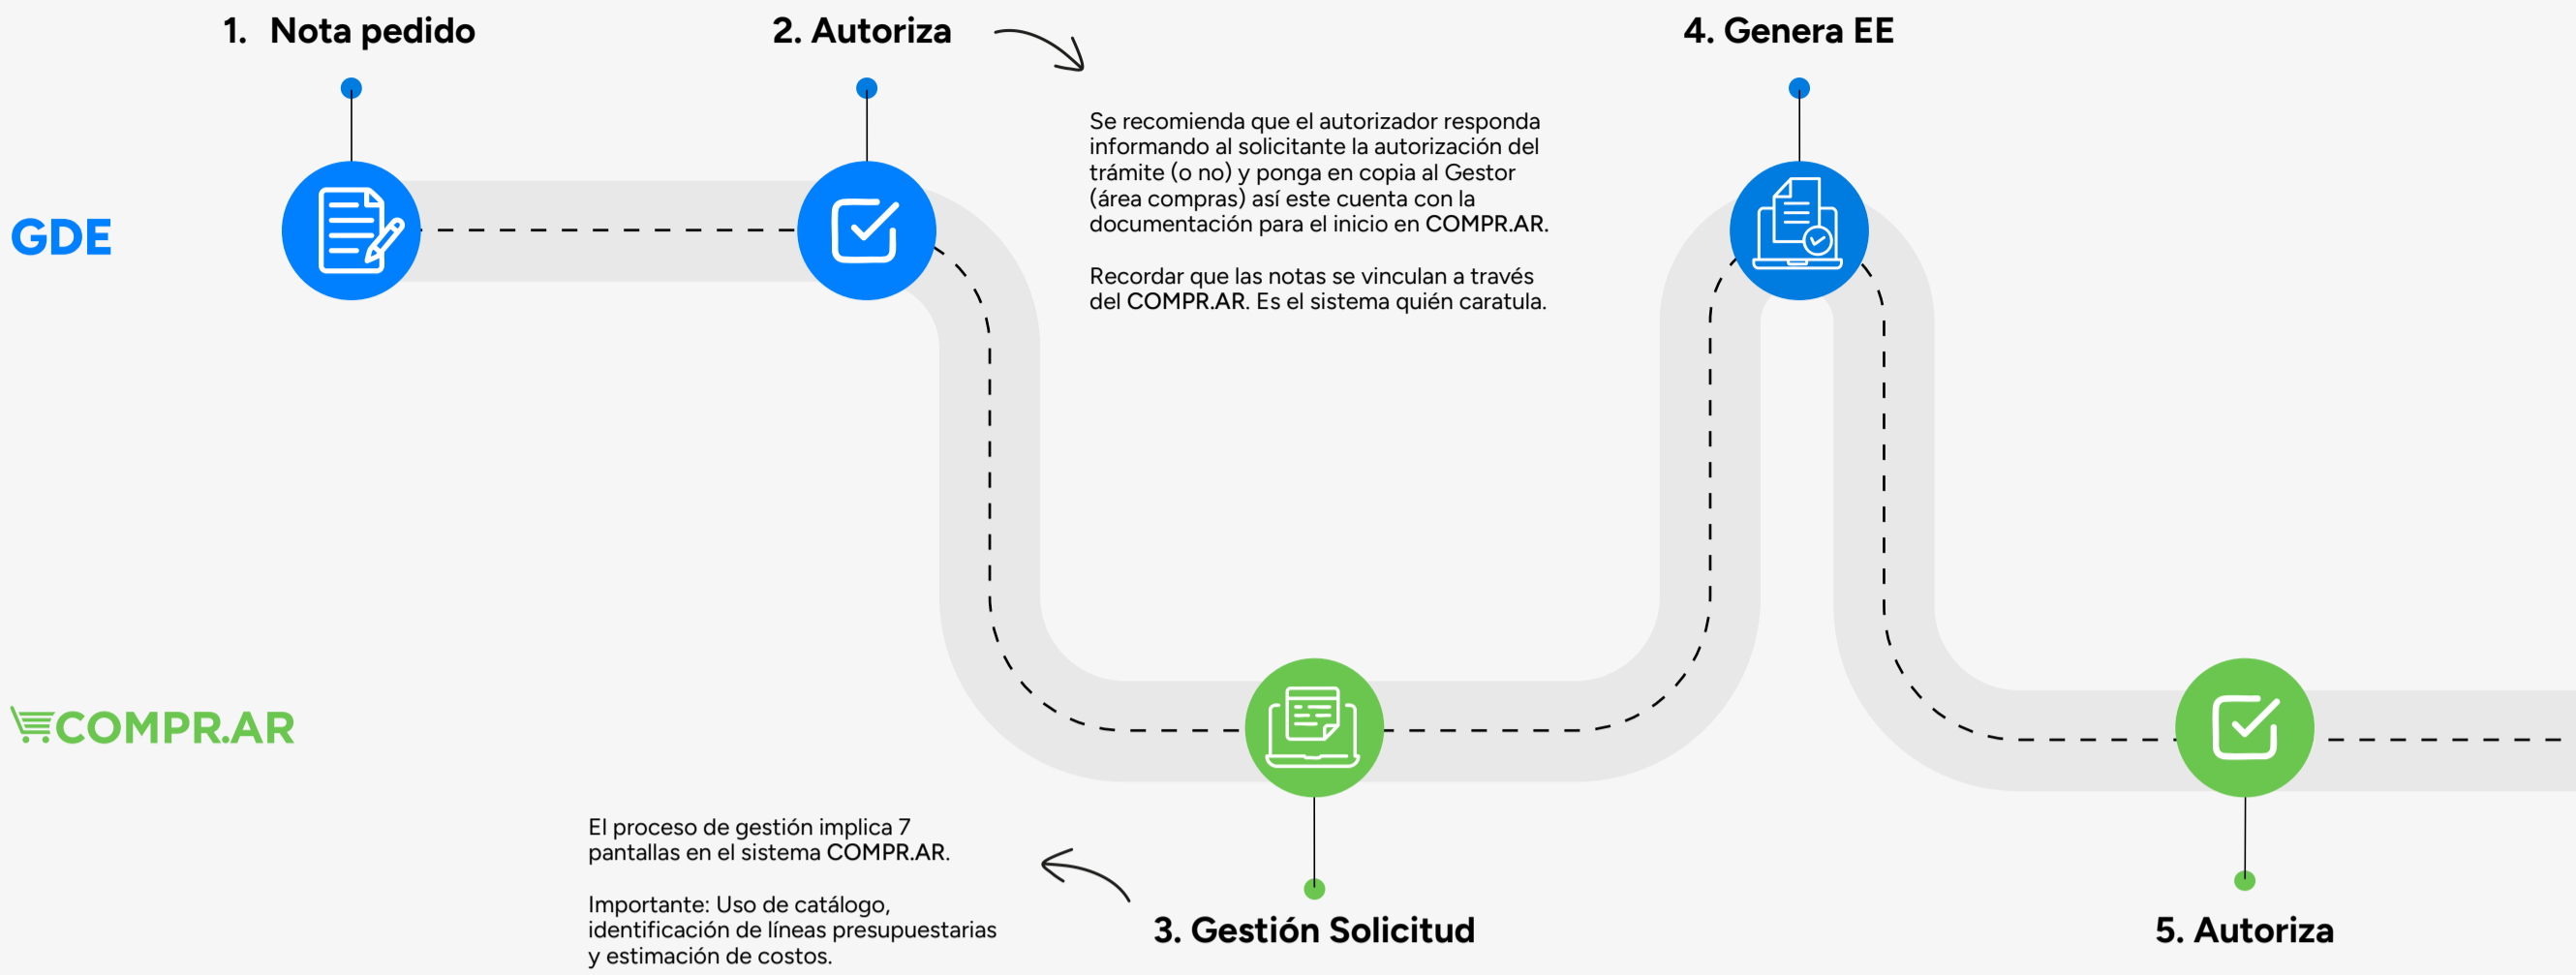 1. Nota pedido
2. Autoriza
4. Genera EE
Se recomienda que el autorizador responda
informando al solicitante la autorización del
trámite (o no) y ponga en copia al Gestor
(área compras) así este cuenta con la
documentación para el inicio en COMPR.AR.
Recordar que las notas se vinculan a través
del COMPR.AR. Es el sistema quién caratula.
GDE
COMPR.AR
El proceso de gestión implica 7
pantallas en el sistema COMPR.AR.
Importante: Uso de catálogo,
identificación de líneas presupuestarias
y estimación de costos.
3. Gestión Solicitud
5. Autoriza